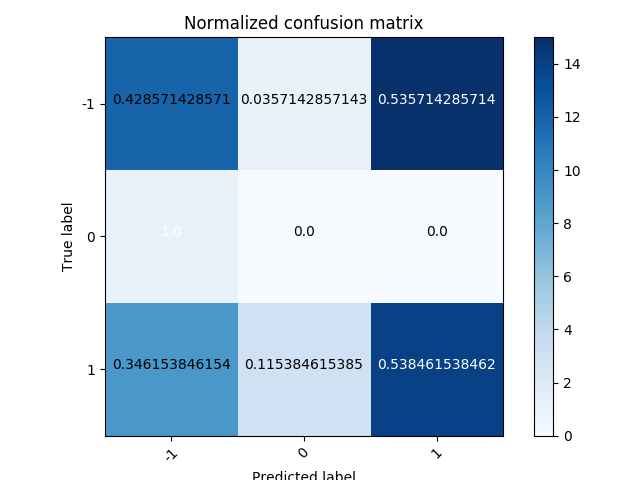 Normalized confusion matrix
-1
0.428571428571 0.0357142857143 0.535714285714
0
1.0 0.0 0.0
1
0.346153846154 0.115384615385 0.538461538462
True label
-1 0 1
Predicted label
14
12
10
8
6
4
2
0